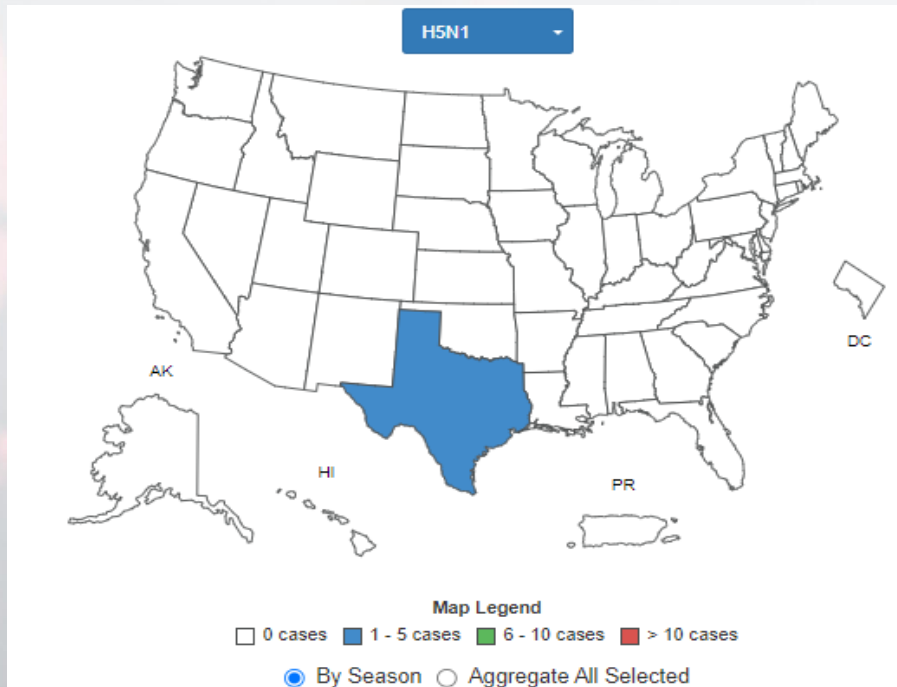 H5N1
DC
AK
HI
PR
Map Legend
0 cases 1 - 5 cases 6 - 10 cases > 10 cases
By Season Aggregate All Selected